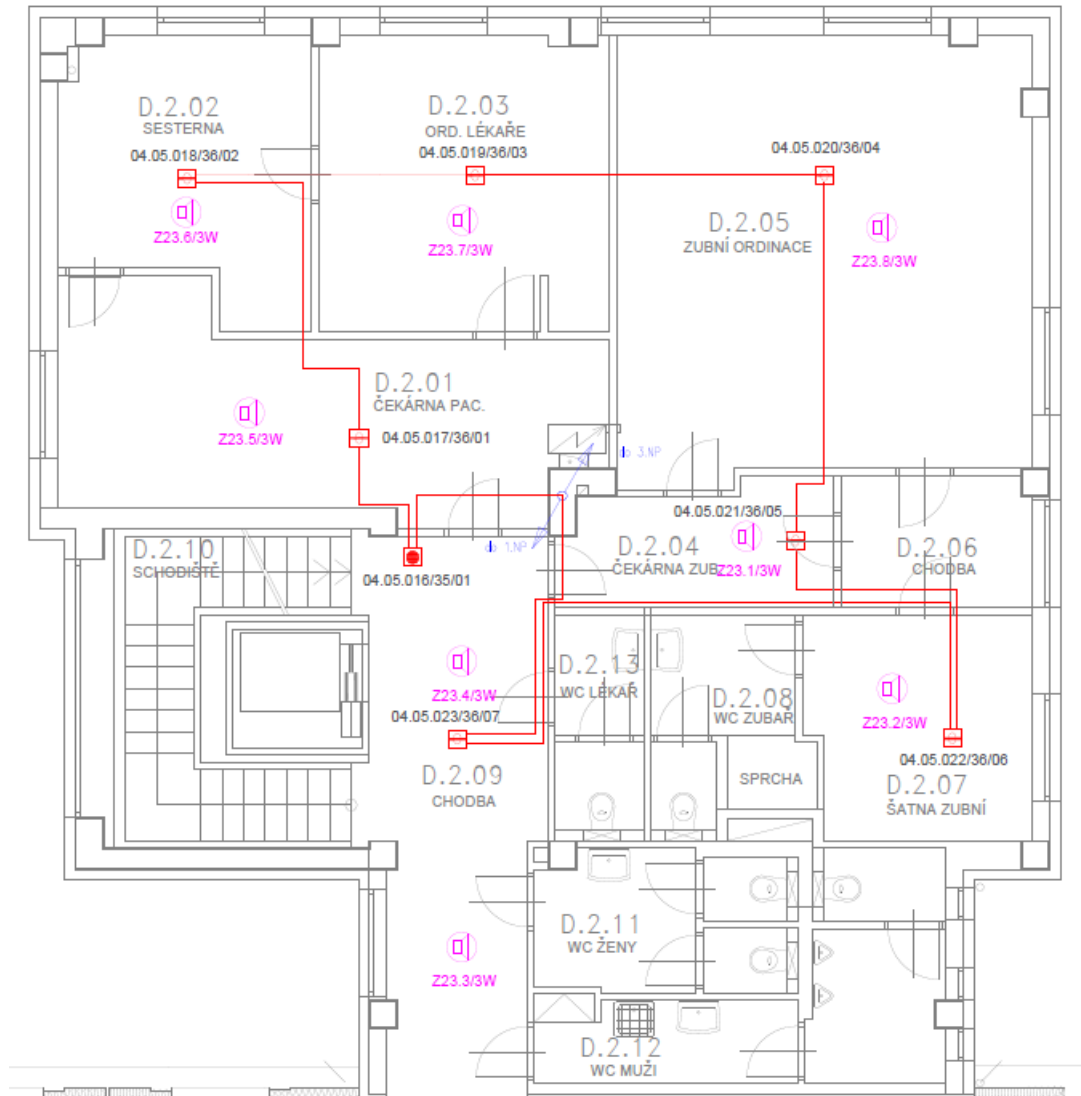 D.2.02
SESTERNA
04.05.018/36/02
Z23.6/3W
D.2.03
ORD. LÉKAŘE
04.05.019/36/03
Z23.7/3W
04.05.020/36/04
D.2.05
ZUBNÍ ORDINACE
Z23.8/3W
D.2.01
ČEKÁRNA PAC.
Z23.5/3W
04.05.017/36/01
do 3.NP
do 1.NP
D.2.10
SCHODIŠTĚ
04.05.016/35/01
04.05.021/36/05
D.2.04
ČEKÁRNA ZUB.
Z23.1/3W
D.2.06
CHODBA
Z23.4/3W
04.05.023/36/07
D.2.09
CHODBA
D.2.13
WC LÉKAŘ
D.2.08
WC ZUBAŘ
SPRCHA
Z23.2/3W
04.05.022/36/06
D.2.07
ŠATNA ZUBNÍ
D.2.11
WC ŽENY
Z23.3/3W
D.2.12
WC MUŽI